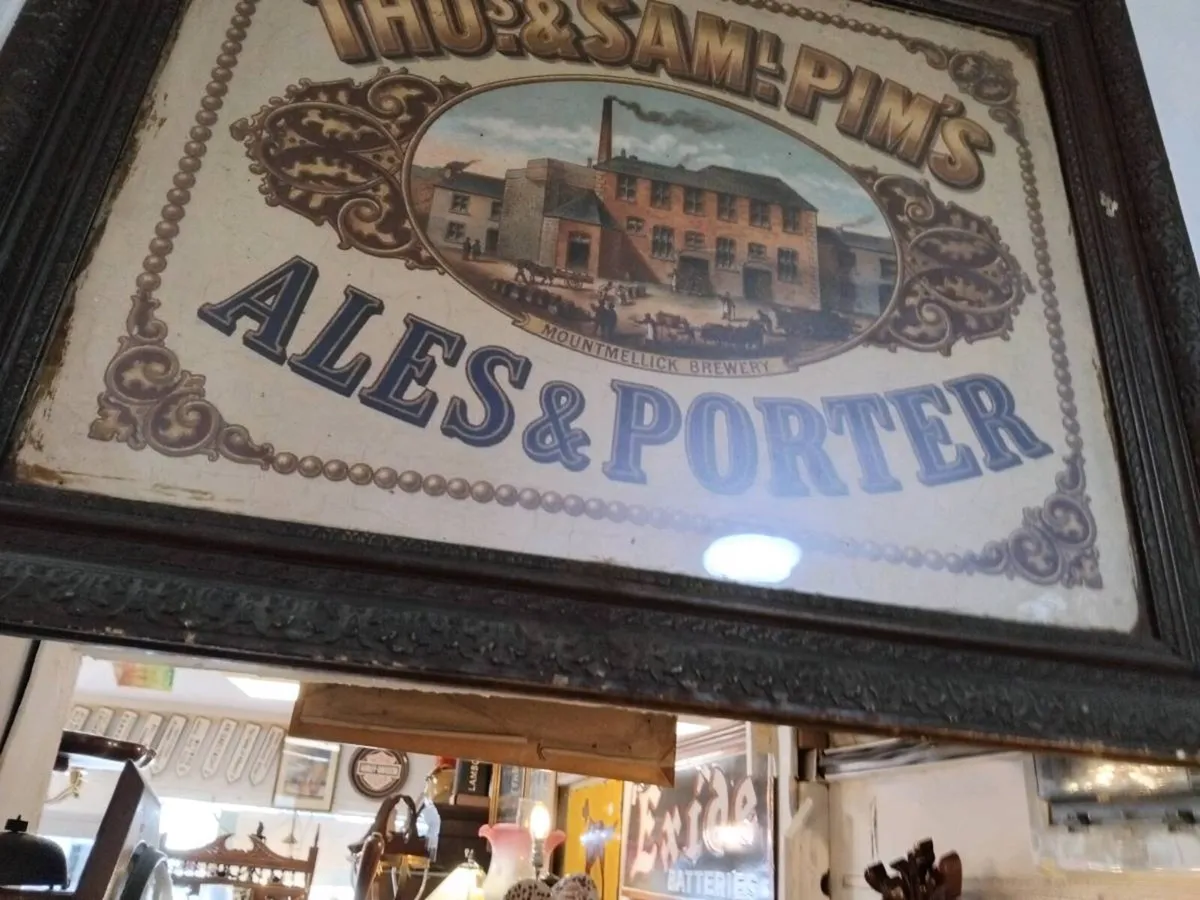 THOS. & SAML. PIM'S
MOUNTMELLICK BREWERY
ALES & PORTER
Exide
BATTERIES